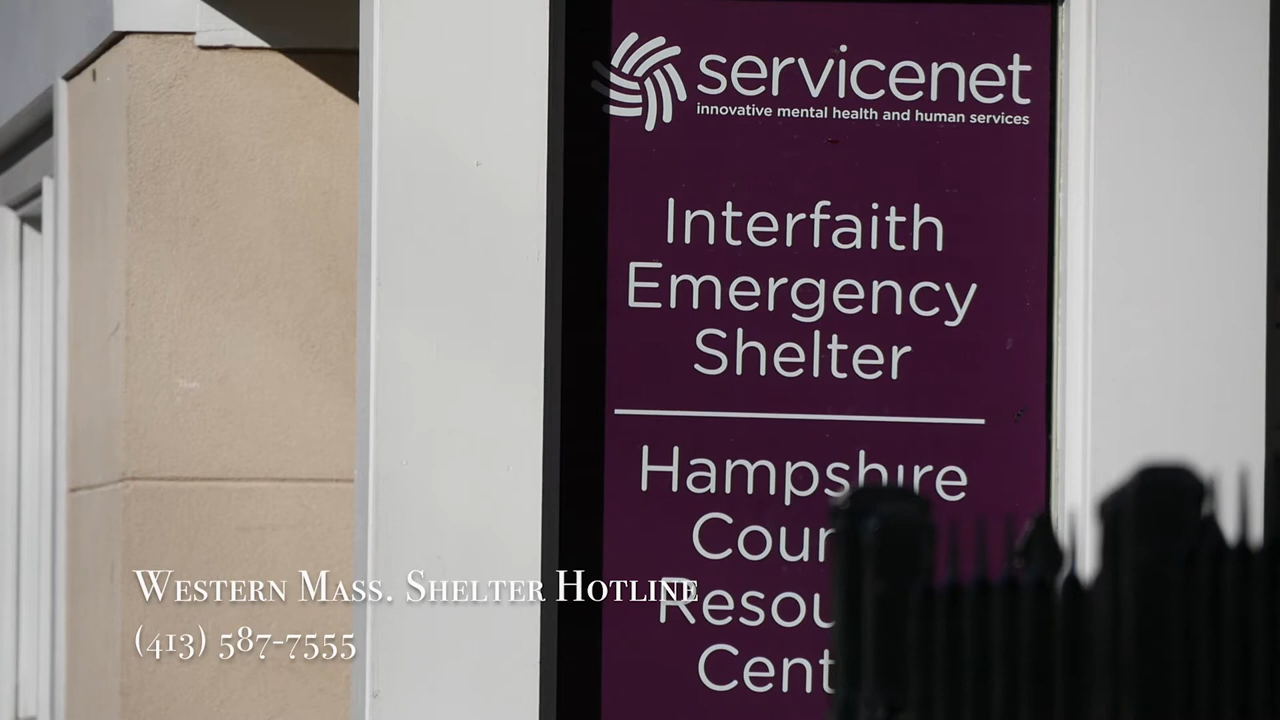 servicenet
innovative mental health and human services
Interfaith
Emergency
Shelter
Hampshire
Western Mass. Shelter Hotline
(413) 587-7555